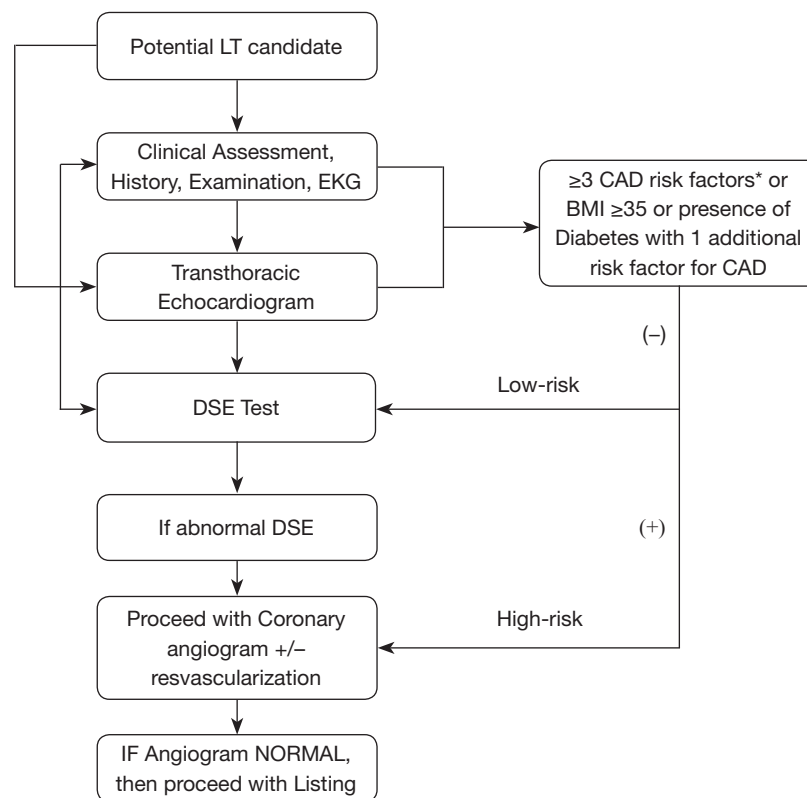 Potential LT candidate
Clinical Assessment,
History, Examination, EKG
≥3 CAD risk factors* or
BMI ≥35 or presence of
Diabetes with 1 additional
risk factor for CAD
Transthoracic
Echocardiogram
(–)
Low-risk
DSE Test
If abnormal DSE
(+)
Proceed with Coronary
angiogram +/–
resvascularization
High-risk
IF Angiogram NORMAL,
then proceed with Listing